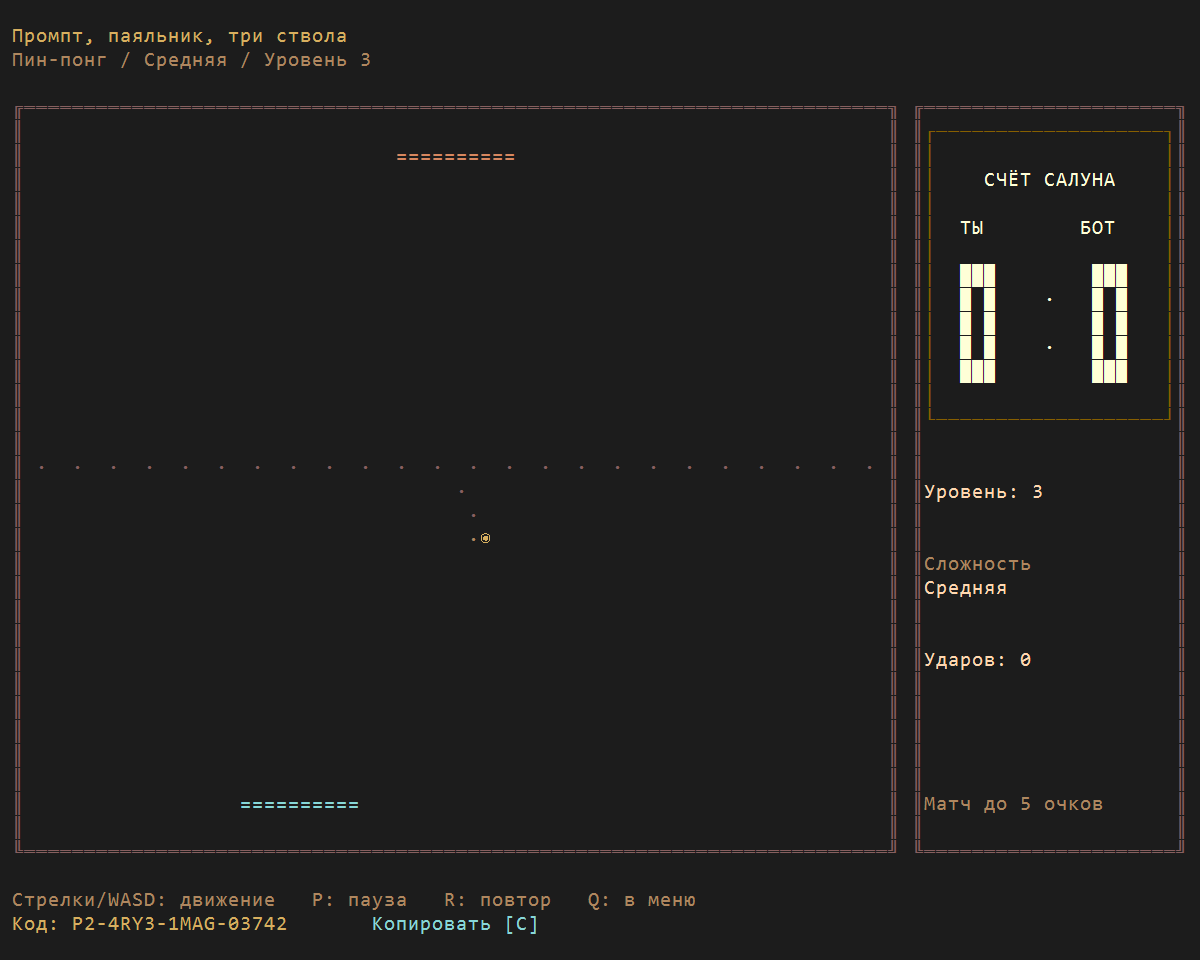 Промпт, паяльник, три ствола
Пин-понг / Средняя / Уровень 3
СЧЁТ САЛУНА
ТЫ БОТ
0 : 0
Уровень: 3
Сложность
Средняя
Ударов: 0
Матч до 5 очков
Стрелки/WASD: движение P: пауза R: повтор Q: в меню
Код: P2-4RY3-1MAG-03742 Копировать [C]